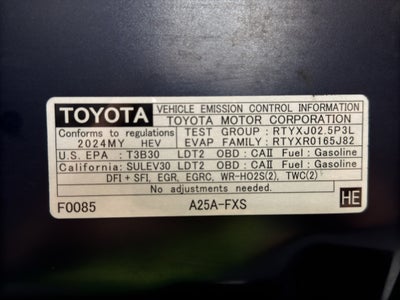 TOYOTA VEHICLE EMISSION CONTROL INFORMATION
TOYOTA MOTOR CORPORATION
Conforms to regulations TEST GROUP : RTYXJ02.5P3L
2024MY HEV EVAP FAMILY : RTYXR0165J82
U.S. EPA : T3B30 LDT2 OBD : CAII Fuel : Gasoline
California: SULEV30 LDT2 OBD : CAII Fuel : Gasoline
DFI + SFI, EGR, EGRC, WR-HO2S(2), TWC(2)
No adjustments needed.
F0085 A25A-FXS HE